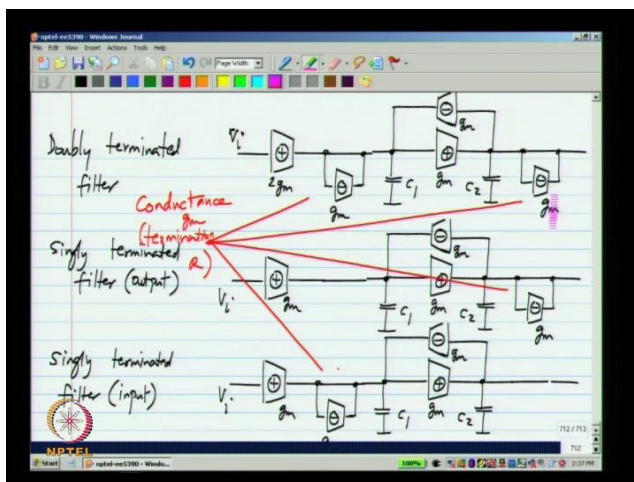 nptel-ee5390 - Windows Journal
File Edit View Insert Actions Tools Help
Page Width
B I
Doubly terminated
filter
Vi
2gm
gm
C1
gm
gm
C2
gm
Conductance
gm
(termination
R)
Singly terminated
filter (output)
Vi
gm
C1
gm
gm
C2
gm
Singly terminated
filter (input)
Vi
gm
C1
gm
gm
C2
NPTEL
712 / 713
712
Start
nptel-ee5390 - Windo...
100%
2:37 PM